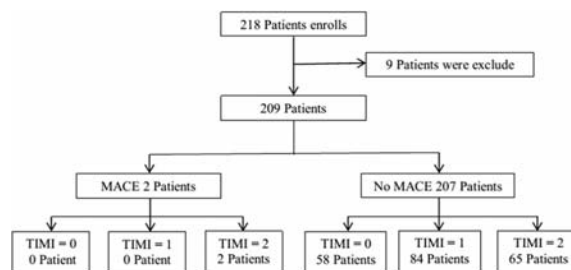 218 Patients enrolls
9 Patients were exclude
209 Patients
MACE 2 Patients
No MACE 207 Patients
TIMI = 0
0 Patient
TIMI = 1
0 Patient
TIMI = 2
2 Patients
TIMI = 0
58 Patients
TIMI = 1
84 Patients
TIMI = 2
65 Patients